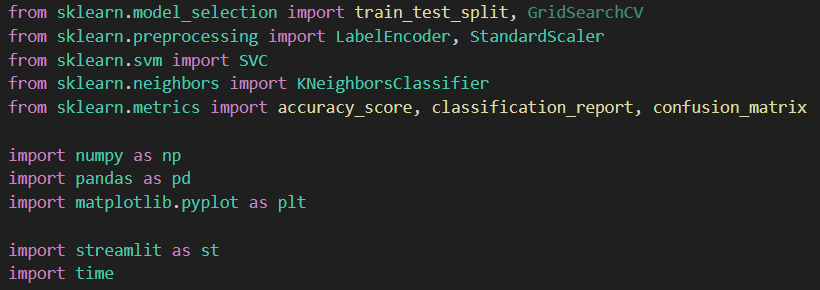 from sklearn.model_selection import train_test_split, GridSearchCV
from sklearn.preprocessing import LabelEncoder, StandardScaler
from sklearn.svm import SVC
from sklearn.neighbors import KNeighborsClassifier
from sklearn.metrics import accuracy_score, classification_report, confusion_matrix
import numpy as np
import pandas as pd
import matplotlib.pyplot as plt
import streamlit as st
import time